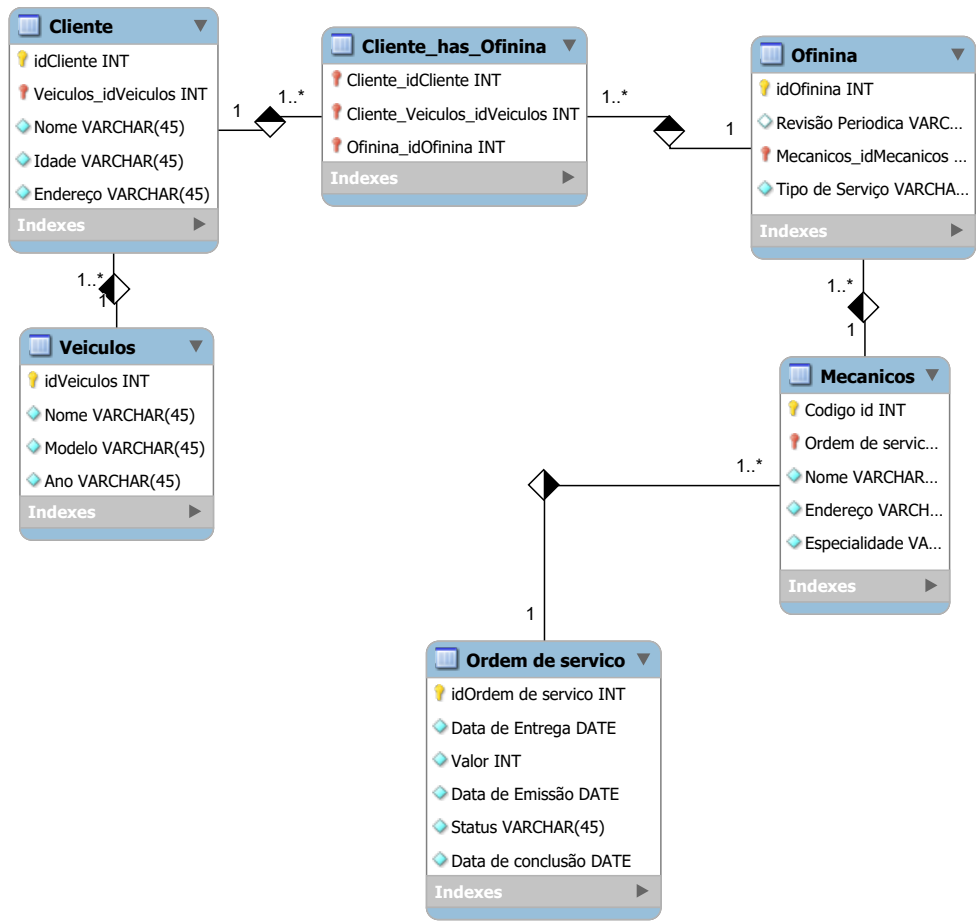 Cliente
idCliente INT
Veiculos_idVeiculos INT
Nome VARCHAR(45)
Idade VARCHAR(45)
Endereço VARCHAR(45)
Indexes
1
1..*
Cliente_has_Ofinina
Cliente_idCliente INT
Cliente_Veiculos_idVeiculos INT
Ofinina_idOfinina INT
Indexes
1..*
1
Ofinina
idOfinina INT
Revisão Periodica VARC...
Mecanicos_idMecanicos ...
Tipo de Serviço VARCHA...
Indexes
1..*
1
Veiculos
idVeiculos INT
Nome VARCHAR(45)
Modelo VARCHAR(45)
Ano VARCHAR(45)
Indexes
1..*
1
Mecanicos
Codigo id INT
Ordem de servic...
Nome VARCHAR...
Endereço VARCH...
Especialidade VA...
Indexes
1..*
1
Ordem de servico
idOrdem de servico INT
Data de Entrega DATE
Valor INT
Data de Emissão DATE
Status VARCHAR(45)
Data de conclusão DATE
Indexes